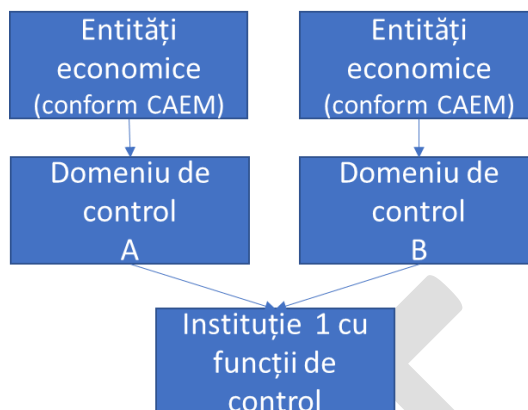 Entități
economice
(conform CAEM)
Entități
economice
(conform CAEM)
Domeniu de
control
A
Domeniu de
control
B
Instituție 1 cu
funcții de
control